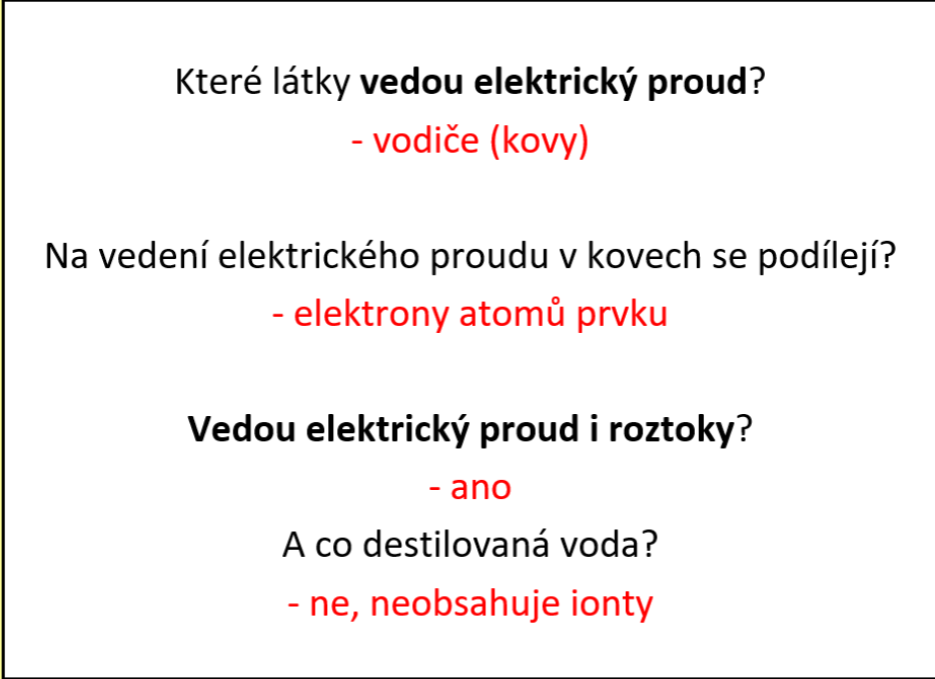 Které látky vedou elektrický proud?
- vodiče (kovy)
Na vedení elektrického proudu v kovech se podílejí?
- elektrony atomů prvku
Vedou elektrický proud i roztoky?
- ano
A co destilovaná voda?
- ne, neobsahuje ionty